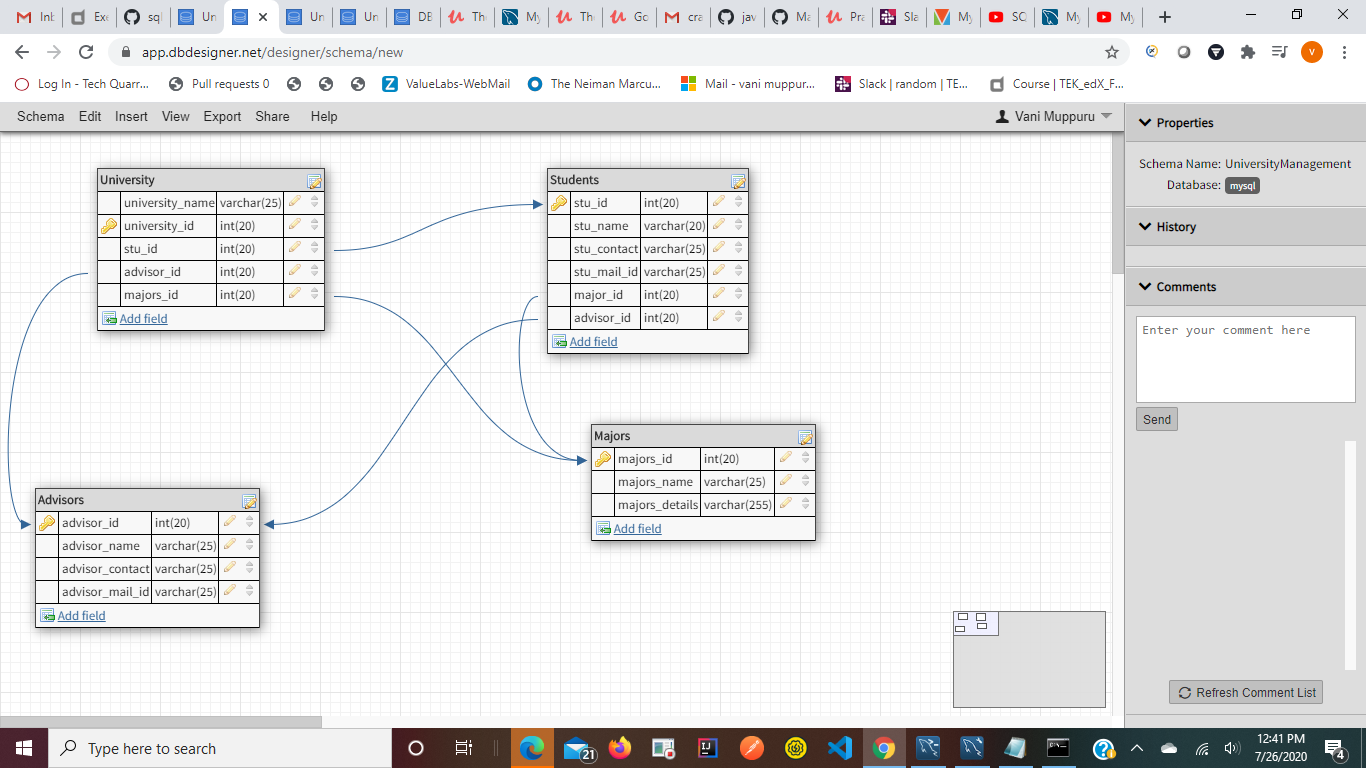 Inb Exe sql Un Un Un DB The My The Go cra jav Ma Pra Sla My SQ My My
app.dbdesigner.net/designer/schema/new
V
Log In - Tech Quarr... Pull requests 0 ValueLabs-WebMail The Neiman Marcu... Mail - vani muppur... Slack | random | TE... Course | TEK_edX_F...
Schema Edit Insert View Export Share Help Vani Muppuru
University
university_name varchar(25)
university_id int(20)
stu_id int(20)
advisor_id int(20)
majors_id int(20)
Add field
Students
stu_id int(20)
stu_name varchar(20)
stu_contact varchar(25)
stu_mail_id varchar(25)
major_id int(20)
advisor_id int(20)
Add field
Majors
majors_id int(20)
majors_name varchar(25)
majors_details varchar(255)
Add field
Advisors
advisor_id int(20)
advisor_name varchar(25)
advisor_contact varchar(25)
advisor_mail_id varchar(25)
Add field
Properties
Schema Name: UniversityManagement
Database: mysql
History
Comments
Enter your comment here
Send
Refresh Comment List
Type here to search
21
12:41 PM
7/26/2020
4